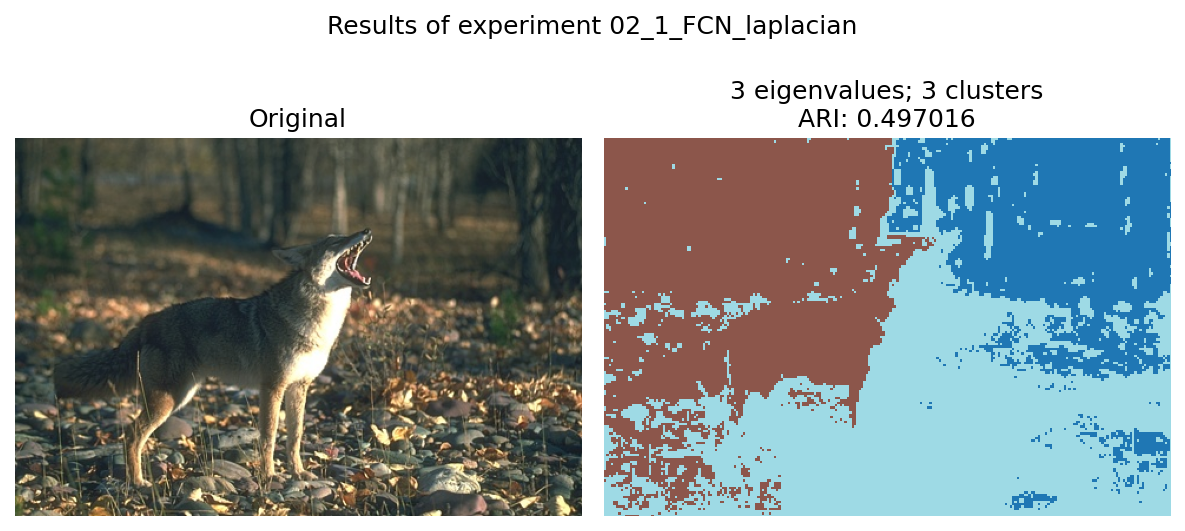 Results of experiment 02_1_FCN_laplacian
Original
3 eigenvalues; 3 clusters
ARI: 0.497016